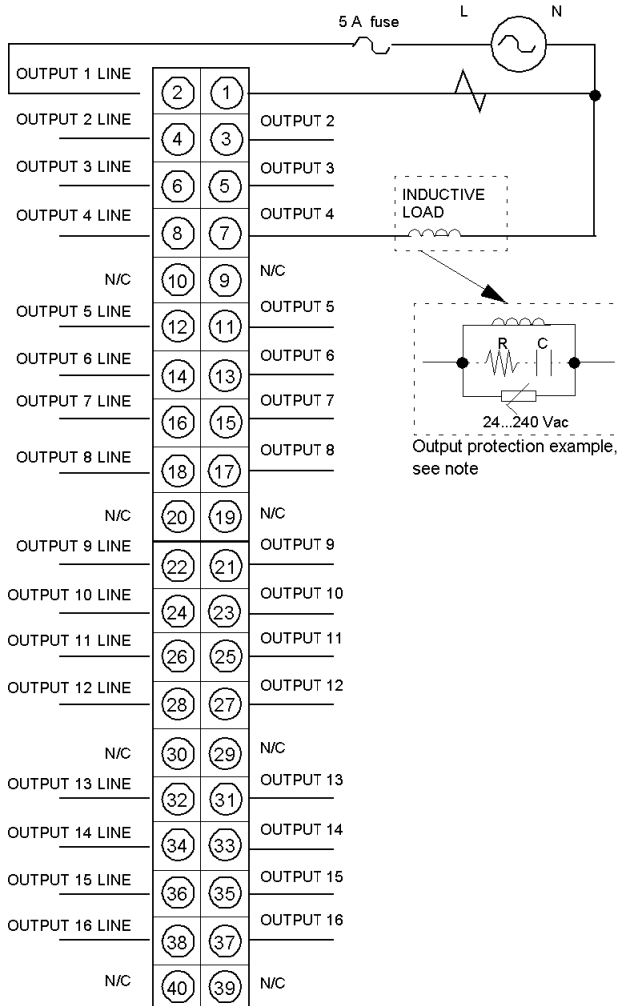 5 A fuse
L
N
OUTPUT 1 LINE
2
1
OUTPUT 2 LINE
4
3
OUTPUT 2
OUTPUT 3 LINE
6
5
OUTPUT 3
OUTPUT 4 LINE
8
7
OUTPUT 4
INDUCTIVE
LOAD
N/C
10
9
N/C
OUTPUT 5 LINE
12
11
OUTPUT 5
OUTPUT 6 LINE
14
13
OUTPUT 6
R
C
24...240 Vac
Output protection example,
see note
OUTPUT 7 LINE
16
15
OUTPUT 7
OUTPUT 8 LINE
18
17
OUTPUT 8
N/C
20
19
N/C
OUTPUT 9 LINE
22
21
OUTPUT 9
OUTPUT 10 LINE
24
23
OUTPUT 10
OUTPUT 11 LINE
26
25
OUTPUT 11
OUTPUT 12 LINE
28
27
OUTPUT 12
N/C
30
29
N/C
OUTPUT 13 LINE
32
31
OUTPUT 13
OUTPUT 14 LINE
34
33
OUTPUT 14
OUTPUT 15 LINE
36
35
OUTPUT 15
OUTPUT 16 LINE
38
37
OUTPUT 16
N/C
40
39
N/C